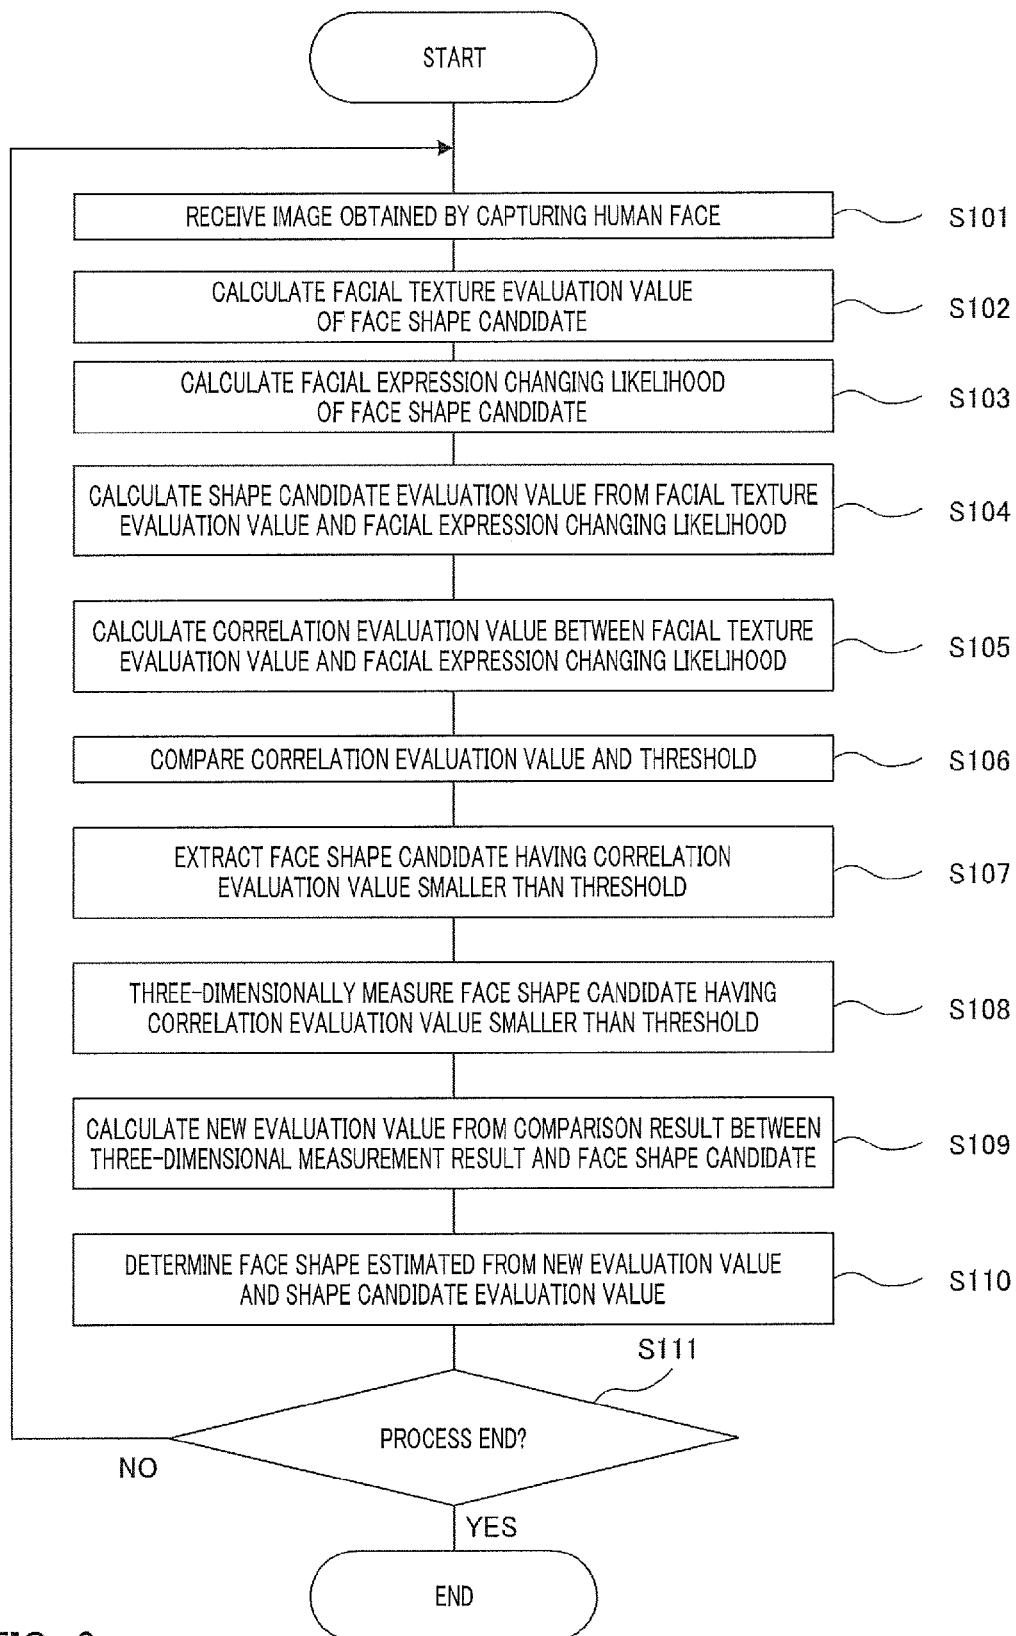 START
RECEIVE IMAGE OBTAINED BY CAPTURING HUMAN FACE
S101
CALCULATE FACIAL TEXTURE EVALUATION VALUE
OF FACE SHAPE CANDIDATE
S102
CALCULATE FACIAL EXPRESSION CHANGING LIKELIHOOD
OF FACE SHAPE CANDIDATE
S103
CALCULATE SHAPE CANDIDATE EVALUATION VALUE FROM FACIAL TEXTURE
EVALUATION VALUE AND FACIAL EXPRESSION CHANGING LIKELIHOOD
S104
CALCULATE CORRELATION EVALUATION VALUE BETWEEN FACIAL TEXTURE
EVALUATION VALUE AND FACIAL EXPRESSION CHANGING LIKELIHOOD
S105
COMPARE CORRELATION EVALUATION VALUE AND THRESHOLD
S106
EXTRACT FACE SHAPE CANDIDATE HAVING CORRELATION
EVALUATION VALUE SMALLER THAN THRESHOLD
S107
THREE-DIMENSIONALLY MEASURE FACE SHAPE CANDIDATE HAVING
CORRELATION EVALUATION VALUE SMALLER THAN THRESHOLD
S108
CALCULATE NEW EVALUATION VALUE FROM COMPARISON RESULT BETWEEN
THREE-DIMENSIONAL MEASUREMENT RESULT AND FACE SHAPE CANDIDATE
S109
DETERMINE FACE SHAPE ESTIMATED FROM NEW EVALUATION VALUE
AND SHAPE CANDIDATE EVALUATION VALUE
S110
S111
PROCESS END?
NO
YES
END